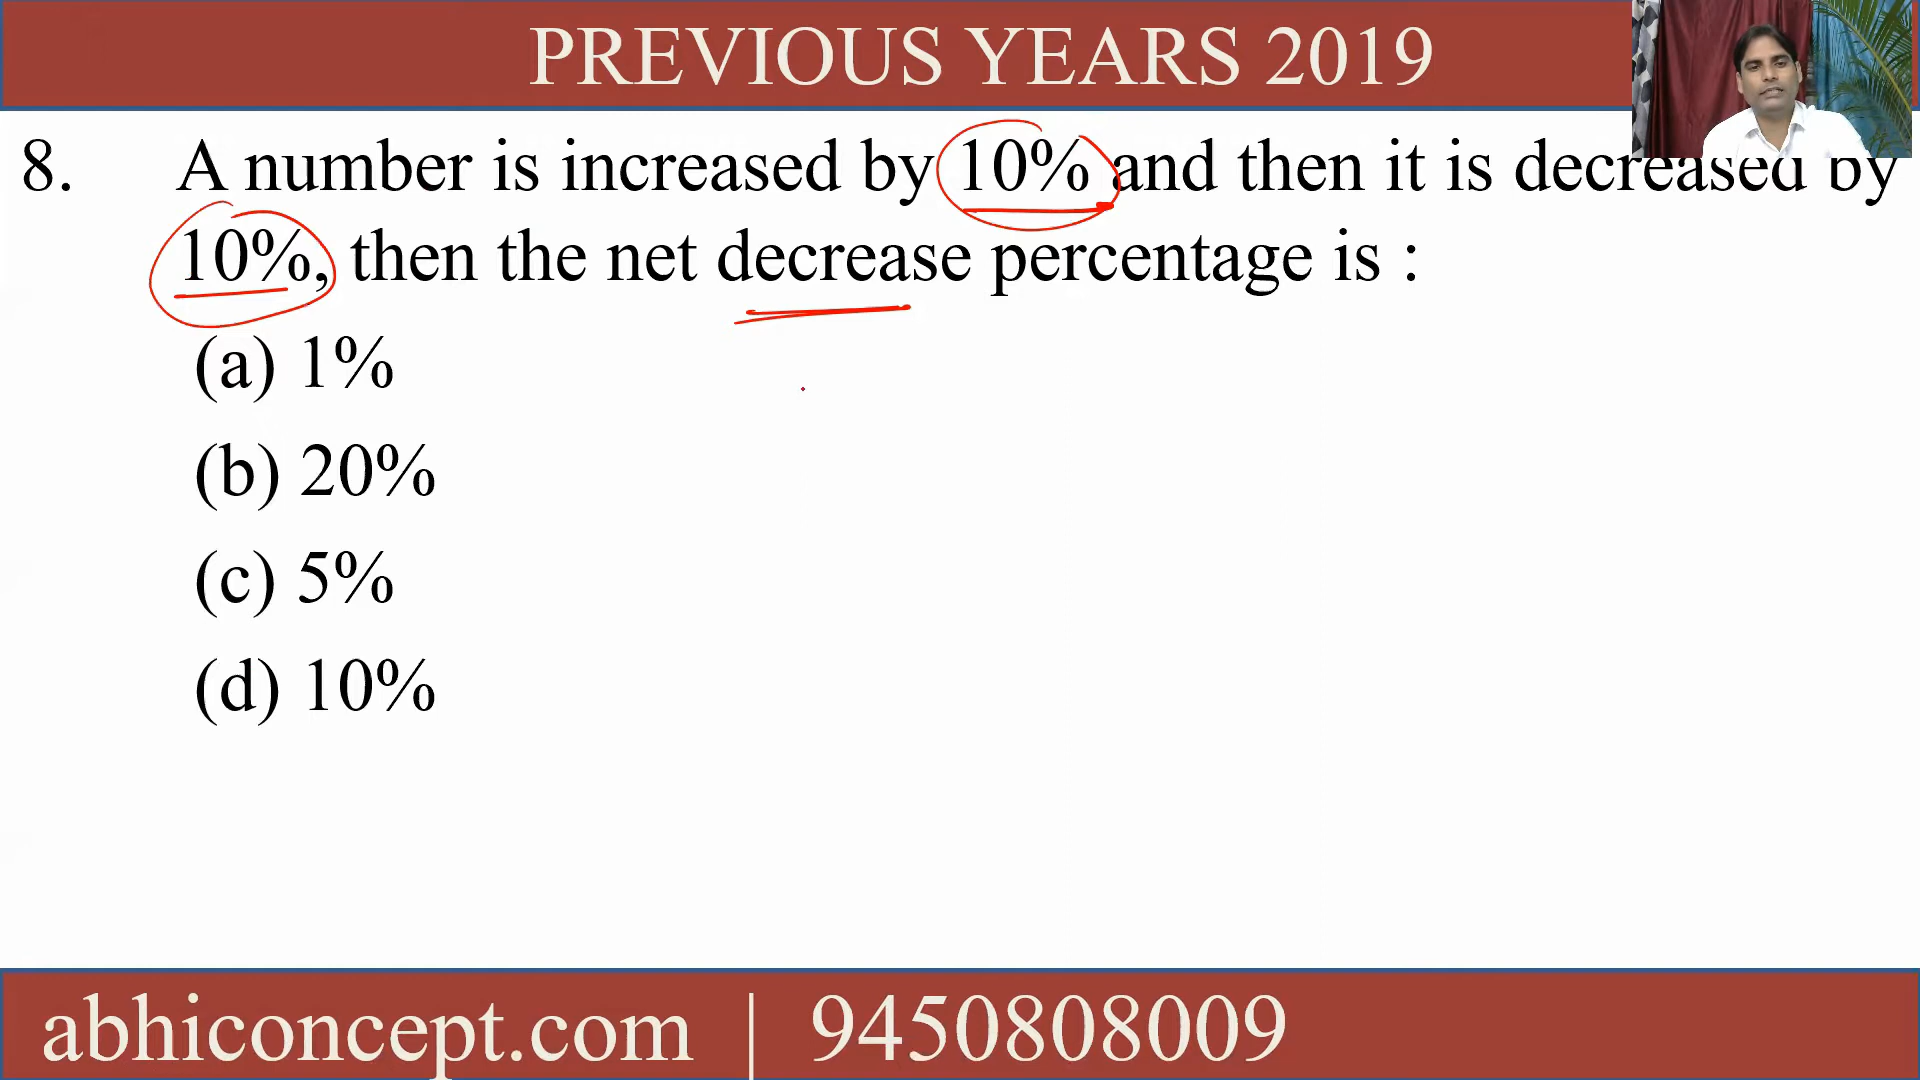 PREVIOUS YEARS 2019
8. A number is increased by 10% and then it is decreased by
10%, then the net decrease percentage is :
(a) 1%
(b) 20%
(c) 5%
(d) 10%
abhiconcept.com | 9450808009